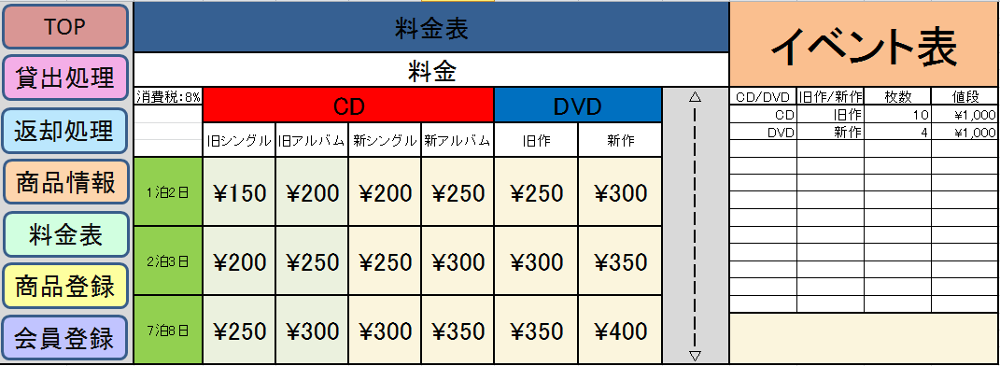 TOP
貸出処理
返却処理
商品情報
料金表
商品登録
会員登録
料金表
料金
消費税:8% CD DVD
旧シングル 旧アルバム 新シングル 新アルバム 旧作 新作
1泊2日 ¥150 ¥200 ¥200 ¥250 ¥250 ¥300
2泊3日 ¥200 ¥250 ¥250 ¥300 ¥300 ¥350
7泊8日 ¥250 ¥300 ¥300 ¥350 ¥350 ¥400
イベント表
CD/DVD 旧作/新作 枚数 値段
CD 旧作 10 ¥1,000
DVD 新作 4 ¥1,000